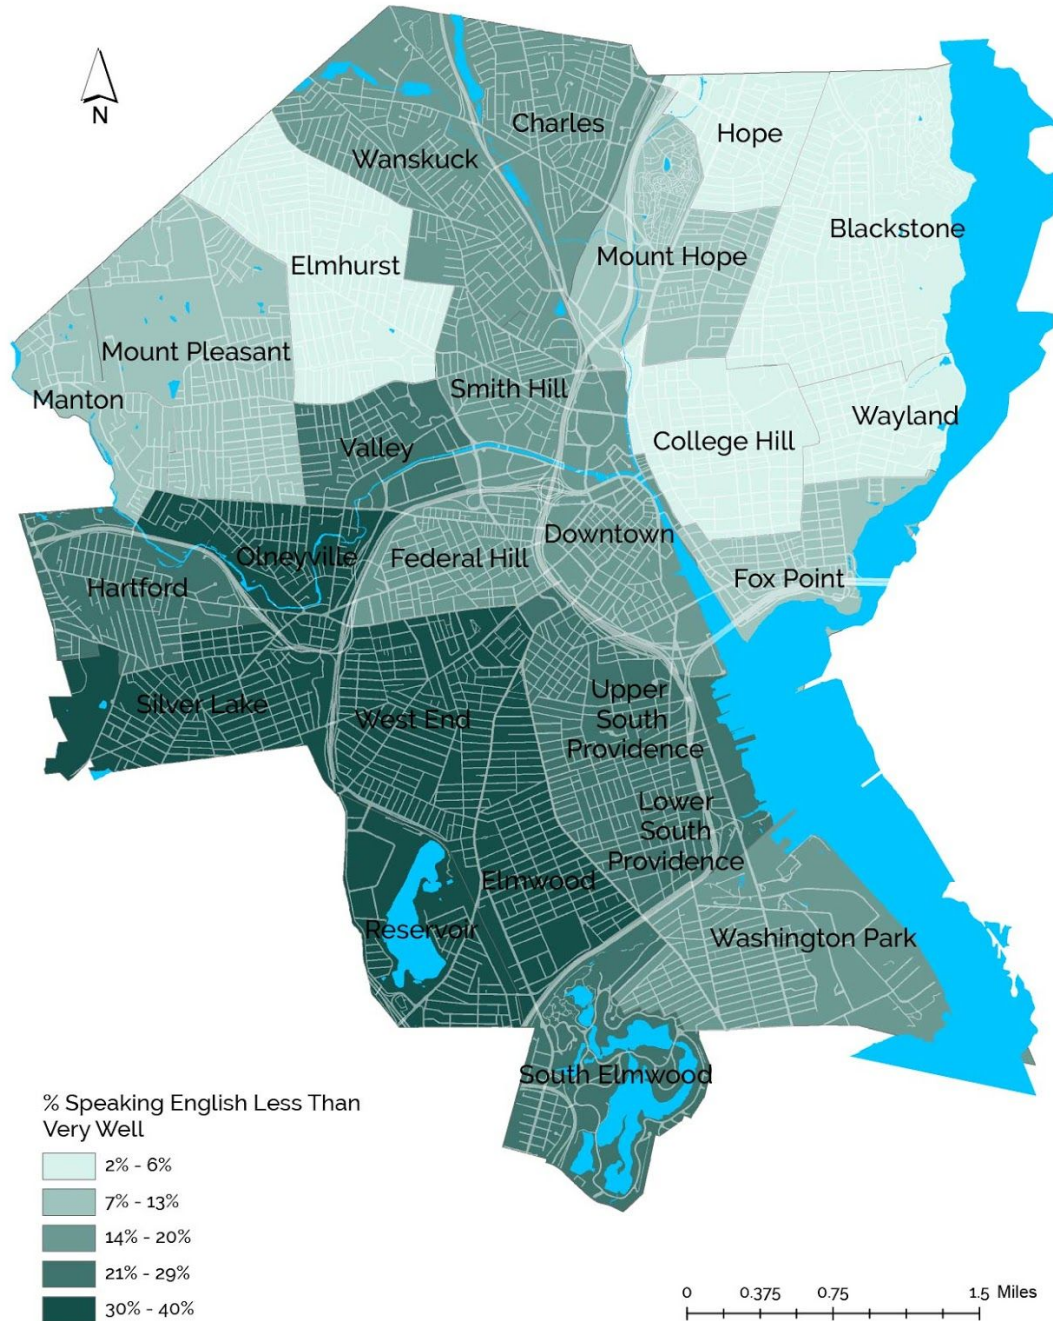 N
Charles
Hope
Wanskuck
Blackstone
Mount Hope
Elmhurst
Mount Pleasant
Smith Hill
Manton
Wayland
College Hill
Valley
Downtown
Olneyville
Federal Hill
Fox Point
Hartford
Upper
South
Providence
Silver Lake
West End
Lower
South
Providence
Elmwood
Reservoir
Washington Park
South Elmwood
% Speaking English Less Than
Very Well
2% - 6%
7% - 13%
14% - 20%
21% - 29%
30% - 40%
0 0.375 0.75 1.5 Miles